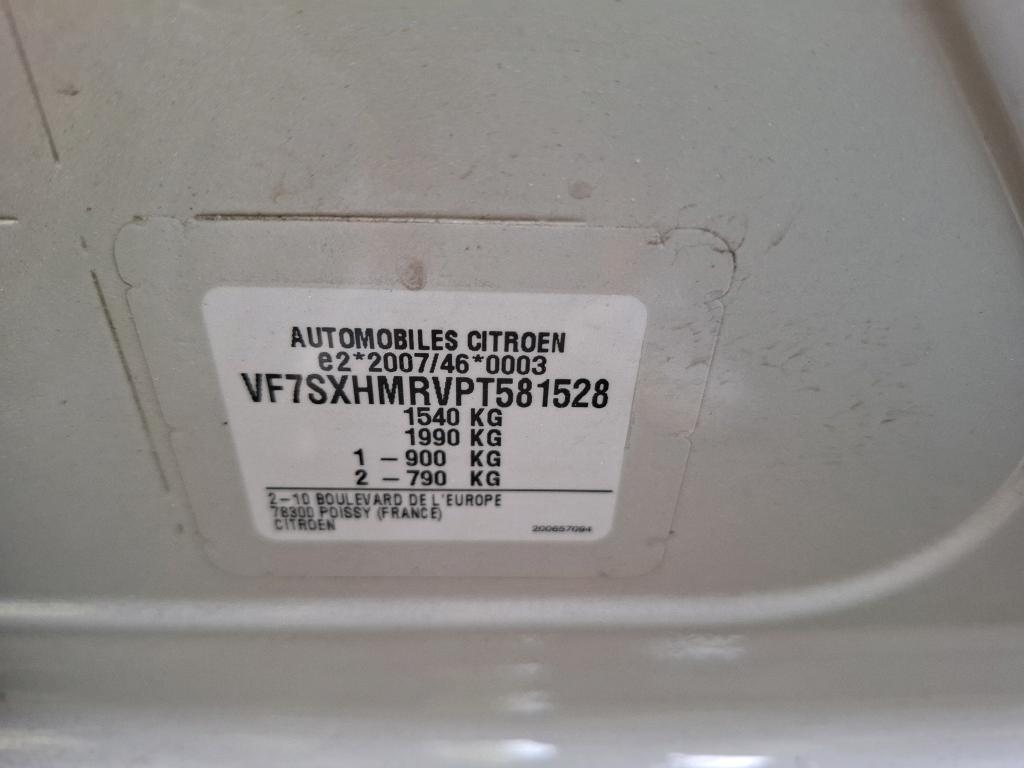 AUTOMOBILES CITROEN
e2*2007/46*0003
VF7SXHMRVPT581528
1540 KG
1990 KG
1 – 900 KG
2 – 790 KG
2–10 BOULEVARD DE L'EUROPE
78300 POISSY (FRANCE)
CITROEN
200657094